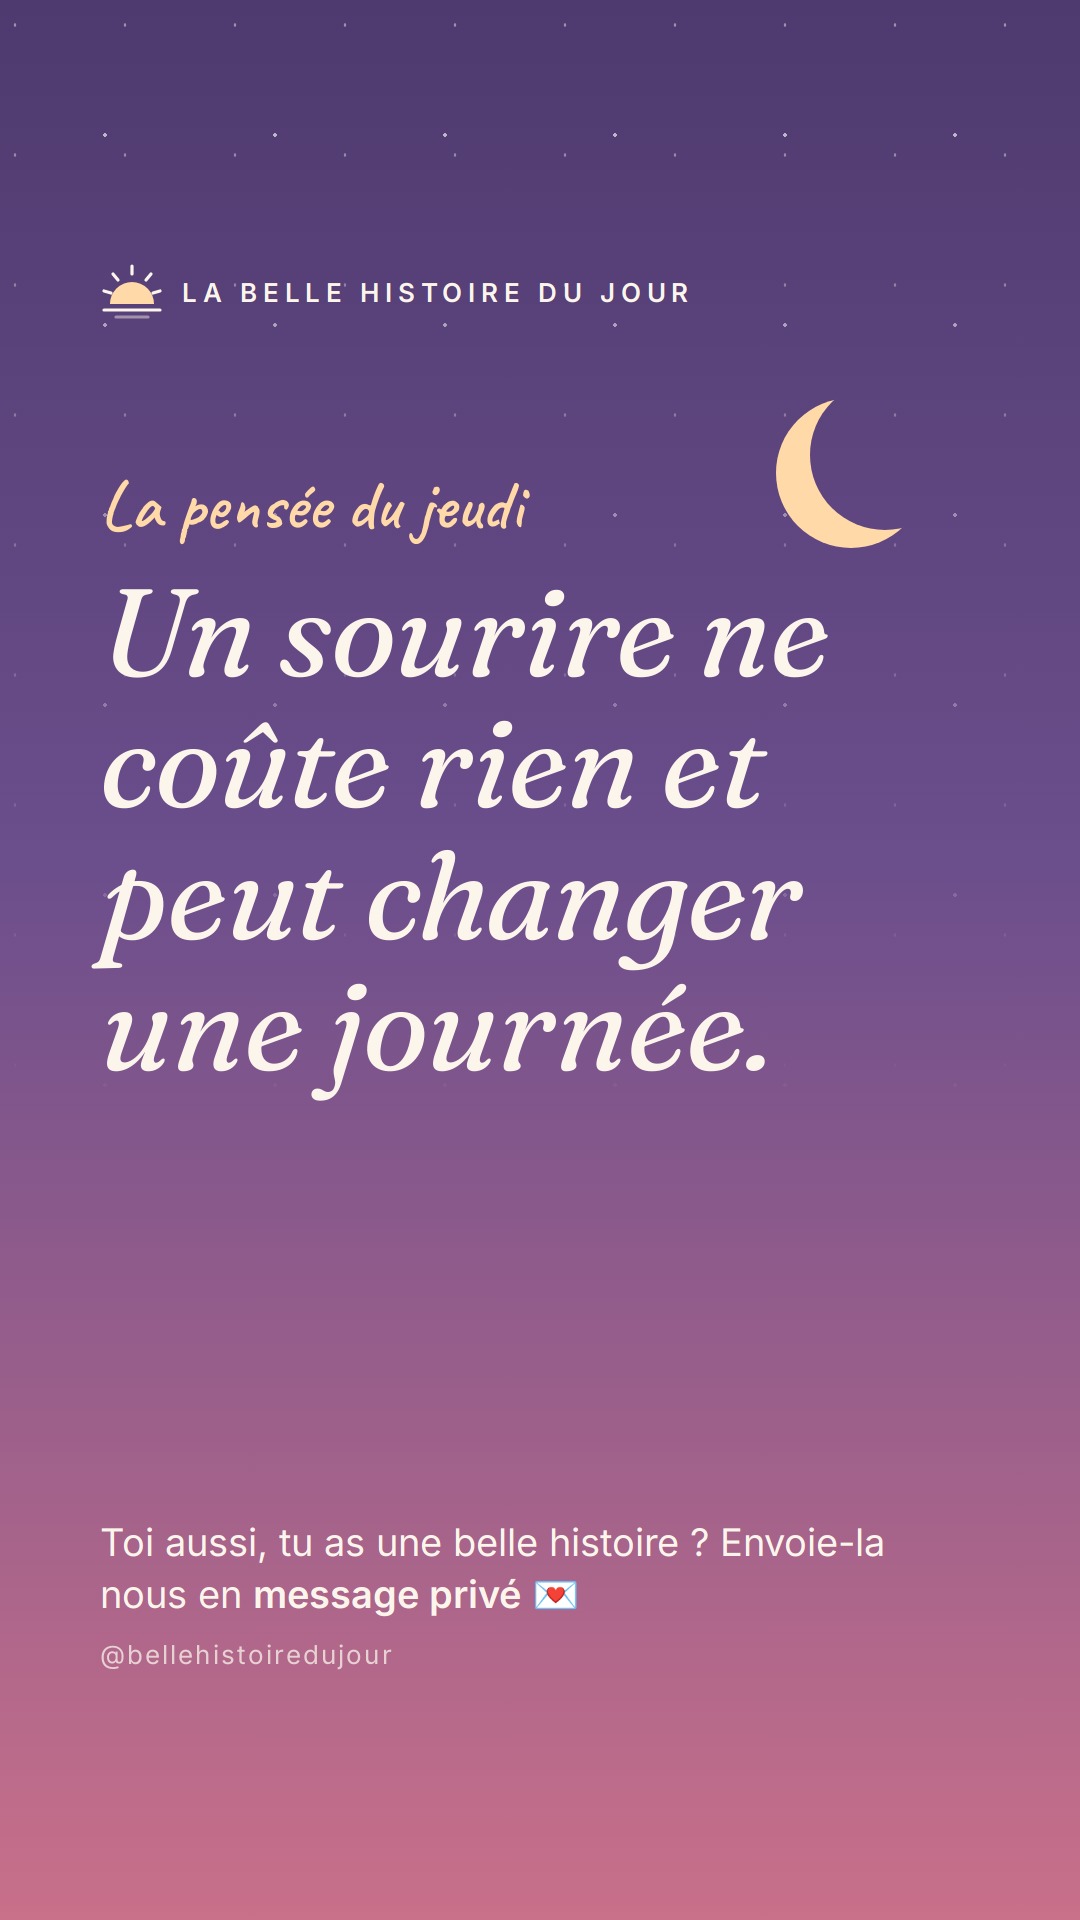 LA BELLE HISTOIRE DU JOUR
La pensée du jeudi
Un sourire ne
coûte rien et
peut changer
une journée.
Toi aussi, tu as une belle histoire ? Envoie-la
nous en message privé 💌
@bellehistoiredujour